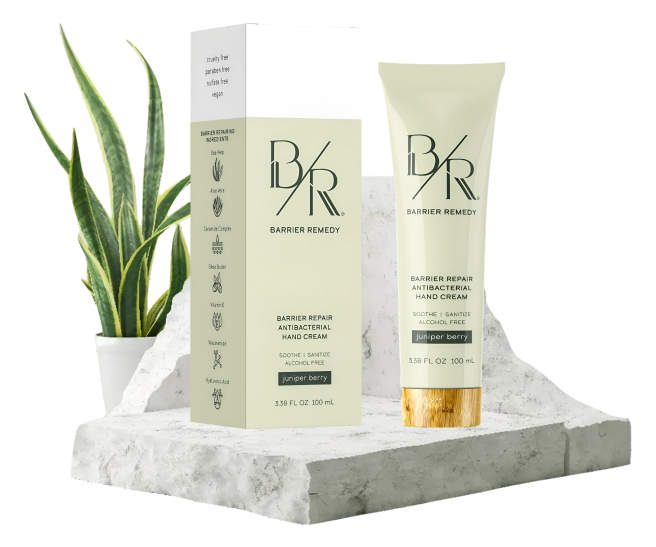 cruelty free
paraben free
sulfate free
vegan
BARRIER REPAIRING
INGREDIENTS
Sea Kelp
Aloe Vera
Ceramide Complex
Shea Butter
Vitamin E
Niacinamide
Hyaluronic Acid
B/R®
BARRIER REMEDY
BARRIER REPAIR
ANTIBACTERIAL
HAND CREAM
SOOTHE | SANITIZE
ALCOHOL FREE
juniper berry
3.38 FL OZ 100 mL
B/R®
BARRIER REMEDY
BARRIER REPAIR
ANTIBACTERIAL
HAND CREAM
SOOTHE | SANITIZE
ALCOHOL FREE
juniper berry
3.38 FL OZ 100 mL